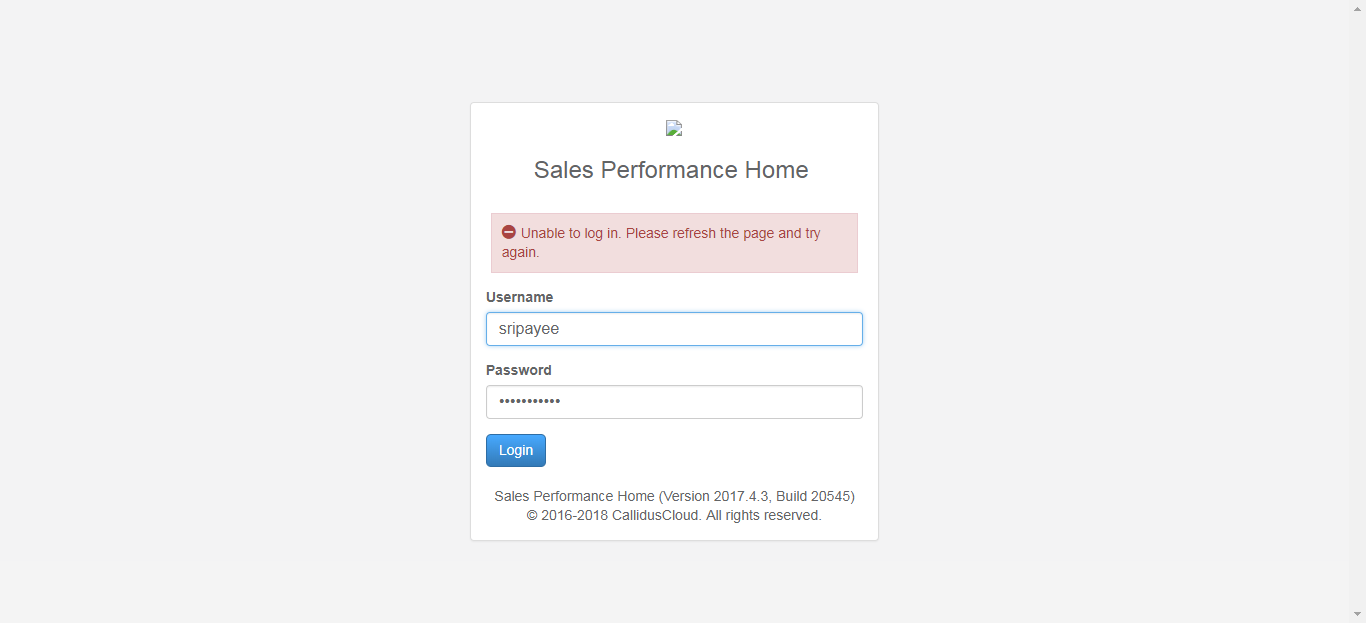 Sales Performance Home
Unable to log in. Please refresh the page and try
again.
Username
sripayee
Password
•••••••••••
Login
Sales Performance Home (Version 2017.4.3, Build 20545)
© 2016-2018 CallidusCloud. All rights reserved.